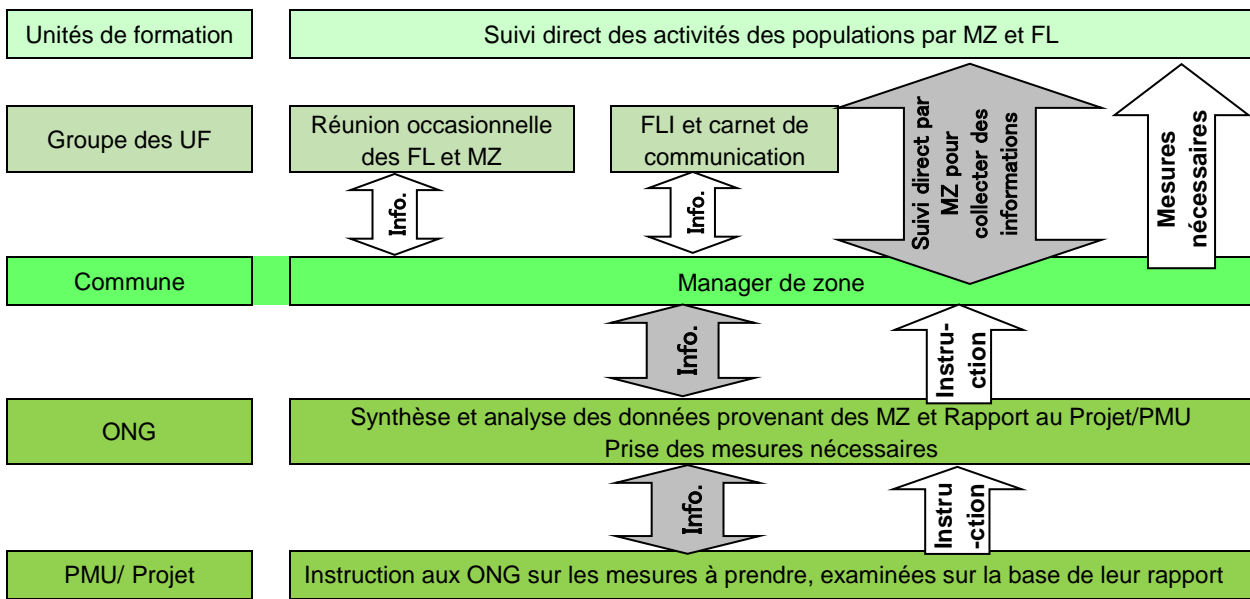 Unités de formation
Suivi direct des activités des populations par MZ et FL
Groupe des UF
Réunion occasionnelle
des FL et MZ
FLI et carnet de
communication
Suivi direct par
MZ pour
collecter des
informations
Mesures
nécessaires
Info.
Info.
Commune
Manager de zone
Info.
Instru-
ction
ONG
Synthèse et analyse des données provenant des MZ et Rapport au Projet/PMU
Prise des mesures nécessaires
Info.
Instru
-ction
PMU/ Projet
Instruction aux ONG sur les mesures à prendre, examinées sur la base de leur rapport